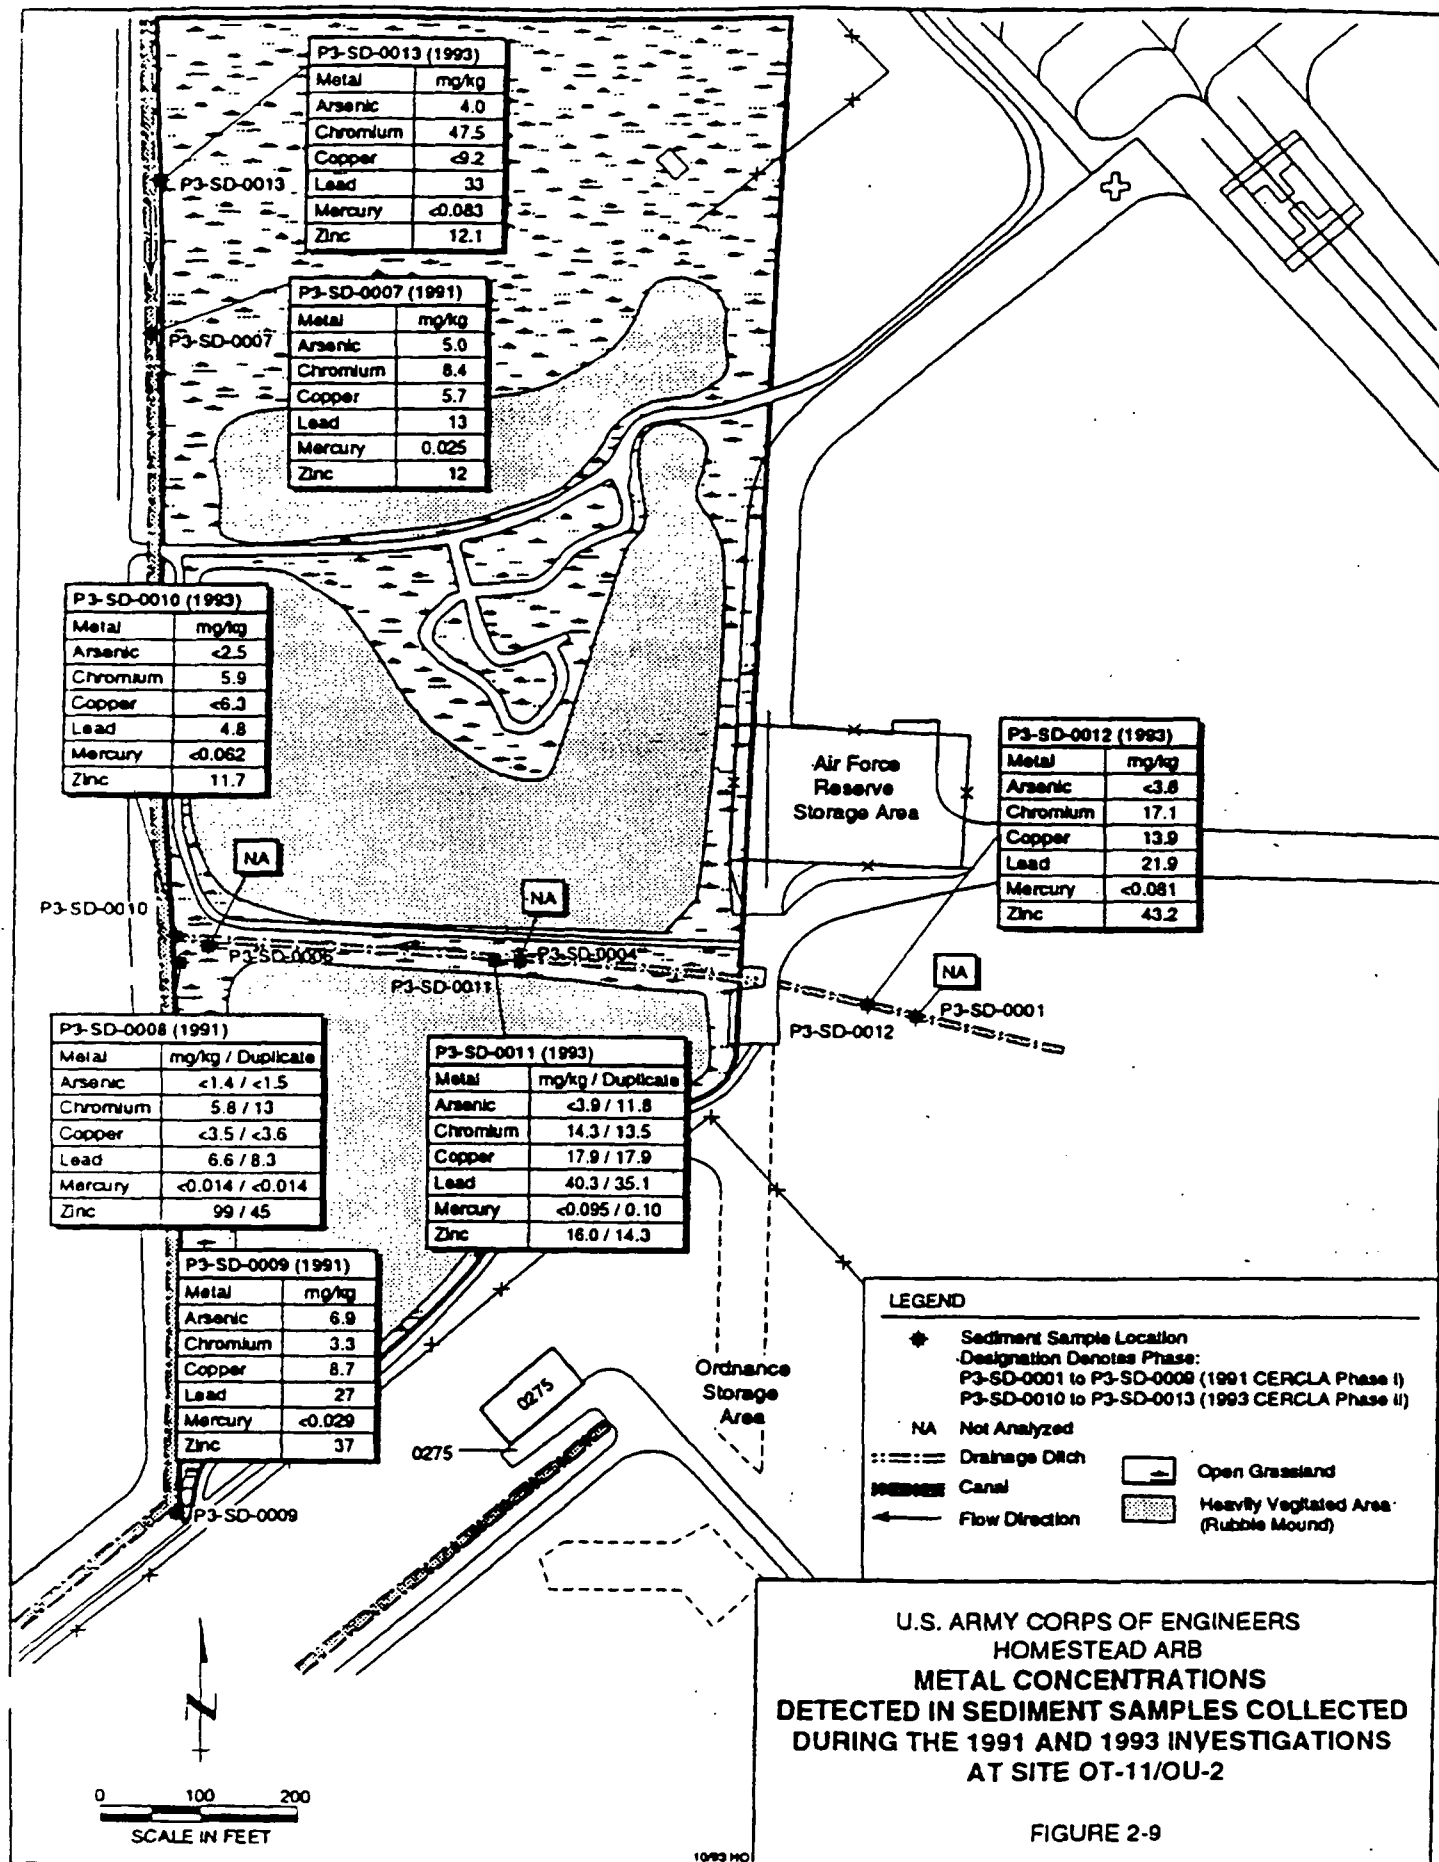 P3-SD-0013 (1993)
Metal mg/kg
Arsenic 4.0
Chromium 47.5
Copper <9.2
Lead 33
Mercury <0.083
Zinc 12.1
P3-SD-0013
P3-SD-0007 (1991)
Metal mg/kg
Arsenic 5.0
Chromium 8.4
Copper 5.7
Lead 13
Mercury 0.025
Zinc 12
P3-SD-0007
P3-SD-0010 (1993)
Metal mg/kg
Arsenic <2.5
Chromium 5.9
Copper <6.3
Lead 4.8
Mercury <0.062
Zinc 11.7
Air Force
Reserve
Storage Area
P3-SD-0012 (1993)
Metal mg/kg
Arsenic <3.8
Chromium 17.1
Copper 13.9
Lead 21.9
Mercury <0.081
Zinc 43.2
NA
NA
NA
P3-SD-0010
P3-SD-0006
P3-SD-0004
P3-SD-0011
P3-SD-0012
P3-SD-0001
P3-SD-0008 (1991)
Metal mg/kg / Duplicate
Arsenic <1.4 / <1.5
Chromium 5.8 / 13
Copper <3.5 / <3.6
Lead 6.6 / 8.3
Mercury <0.014 / <0.014
Zinc 99 / 45
P3-SD-0011 (1993)
Metal mg/kg / Duplicate
Arsenic <3.9 / 11.8
Chromium 14.3 / 13.5
Copper 17.9 / 17.9
Lead 40.3 / 35.1
Mercury <0.095 / 0.10
Zinc 16.0 / 14.3
P3-SD-0009 (1991)
Metal mg/kg
Arsenic 6.9
Chromium 3.3
Copper 8.7
Lead 27
Mercury <0.029
Zinc 37
P3-SD-0009
0275
0275
Ordnance
Storage
Area
LEGEND
Sediment Sample Location
Designation Denotes Phase:
P3-SD-0001 to P3-SD-0009 (1991 CERCLA Phase I)
P3-SD-0010 to P3-SD-0013 (1993 CERCLA Phase II)
NA Not Analyzed
Drainage Ditch
Canal
Flow Direction
Open Grassland
Heavily Vegitated Area
(Rubble Mound)
Z
0 100 200
SCALE IN FEET
U.S. ARMY CORPS OF ENGINEERS
HOMESTEAD ARB
METAL CONCENTRATIONS
DETECTED IN SEDIMENT SAMPLES COLLECTED
DURING THE 1991 AND 1993 INVESTIGATIONS
AT SITE OT-11/OU-2
FIGURE 2-9
10/93 HO